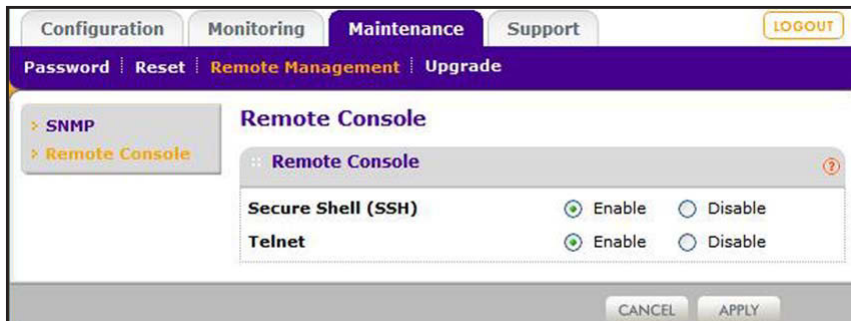 Configuration Monitoring Maintenance Support LOGOUT
Password Reset Remote Management Upgrade
SNMP
Remote Console
Remote Console
Remote Console
?
Secure Shell (SSH) Enable Disable
Telnet Enable Disable
CANCEL APPLY